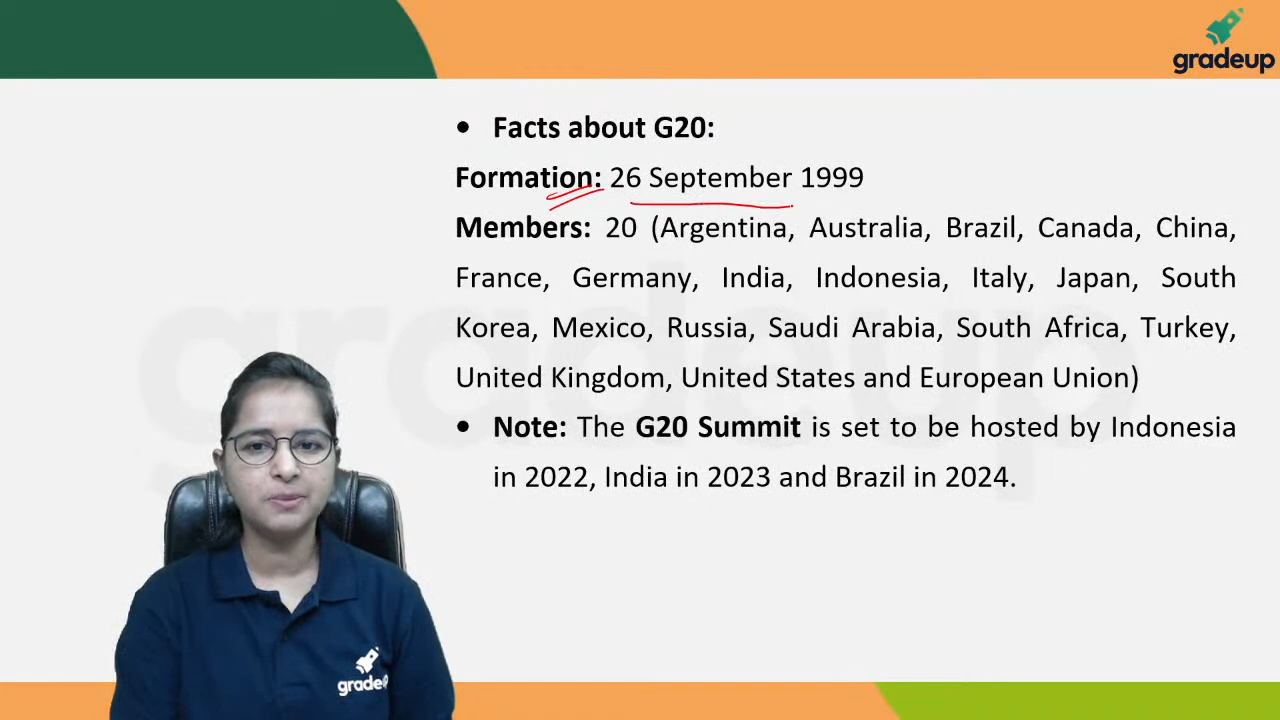 gradeup
• Facts about G20:
Formation: 26 September 1999
Members: 20 (Argentina, Australia, Brazil, Canada, China,
France, Germany, India, Indonesia, Italy, Japan, South
Korea, Mexico, Russia, Saudi Arabia, South Africa, Turkey,
United Kingdom, United States and European Union)
• Note: The G20 Summit is set to be hosted by Indonesia
in 2022, India in 2023 and Brazil in 2024.
gradeup
gradeup